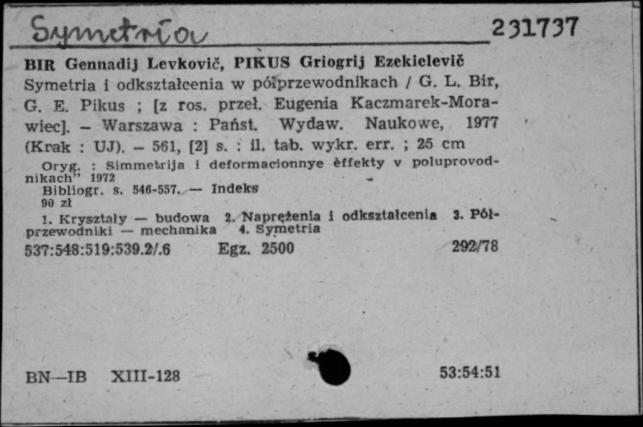 Symetria 231737
BIR Gennadij Levkovič, PIKUS Griogrij Ezekielevič
Symetria i odkształcenia w półprzewodnikach / G. L. Bir,
G. E. Pikus ; [z ros. przeł. Eugenia Kaczmarek-Mora-
wiec]. — Warszawa : Państ. Wydaw. Naukowe, 1977
(Krak : UJ). — 561, [2] s. : il. tab. wykr. err. ; 25 cm
Oryg. : Simmetrija i deformacionnye èffekty v poluprovod-
nikach" 1972
Bibliogr. s. 546-557. — Indeks
90 zł
1. Kryształy — budowa 2. Naprężenia i odkształcenia 3. Pół-
przewodniki — mechanika 4. Symetria
537:548:519:539.2/.6 Egz. 2500 292/78
BN—IB XIII-128 53:54:51